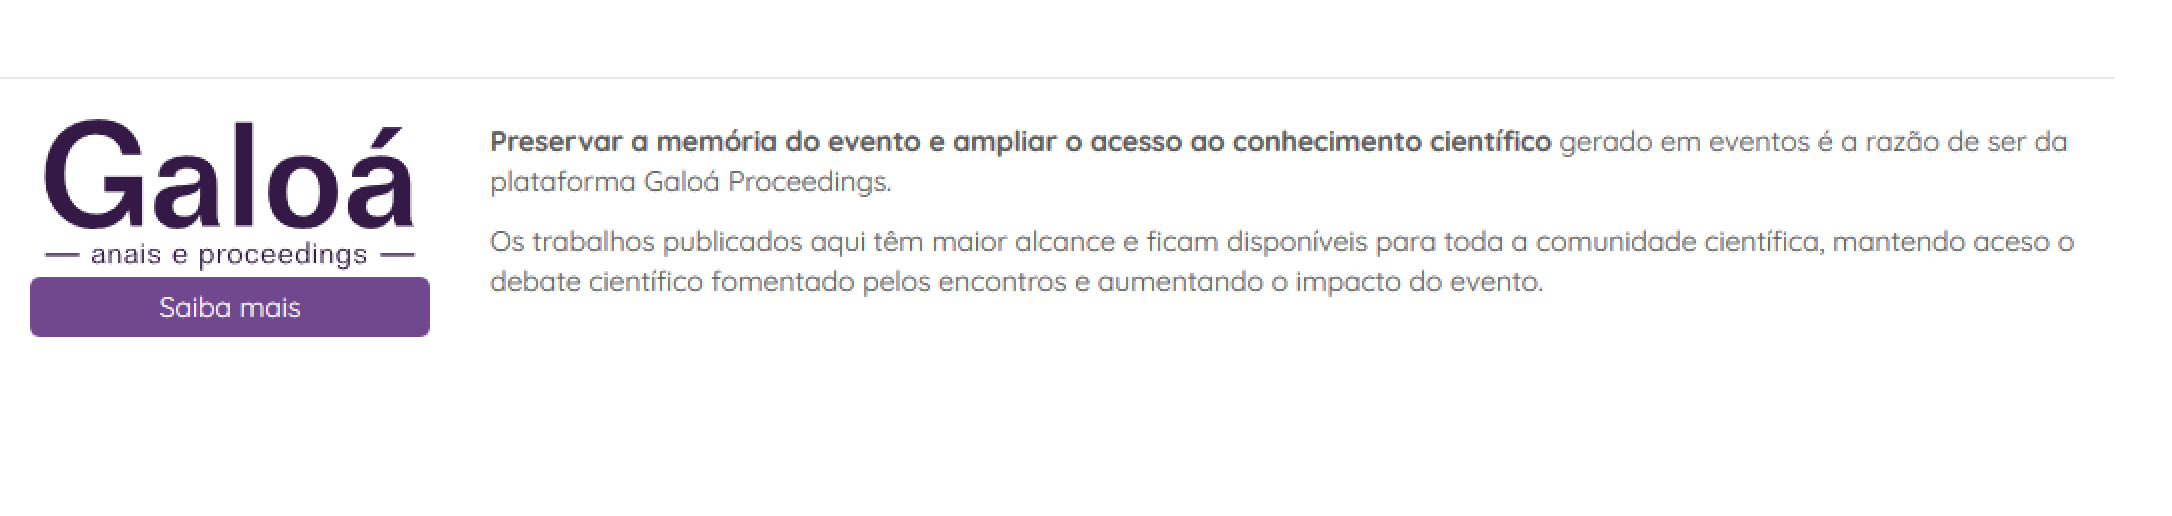 Galoá
— anais e proceedings —
Saiba mais
Preservar a memória do evento e ampliar o acesso ao conhecimento científico gerado em eventos é a razão de ser da
plataforma Galoá Proceedings.
Os trabalhos publicados aqui têm maior alcance e ficam disponíveis para toda a comunidade científica, mantendo aceso o
debate científico fomentado pelos encontros e aumentando o impacto do evento.